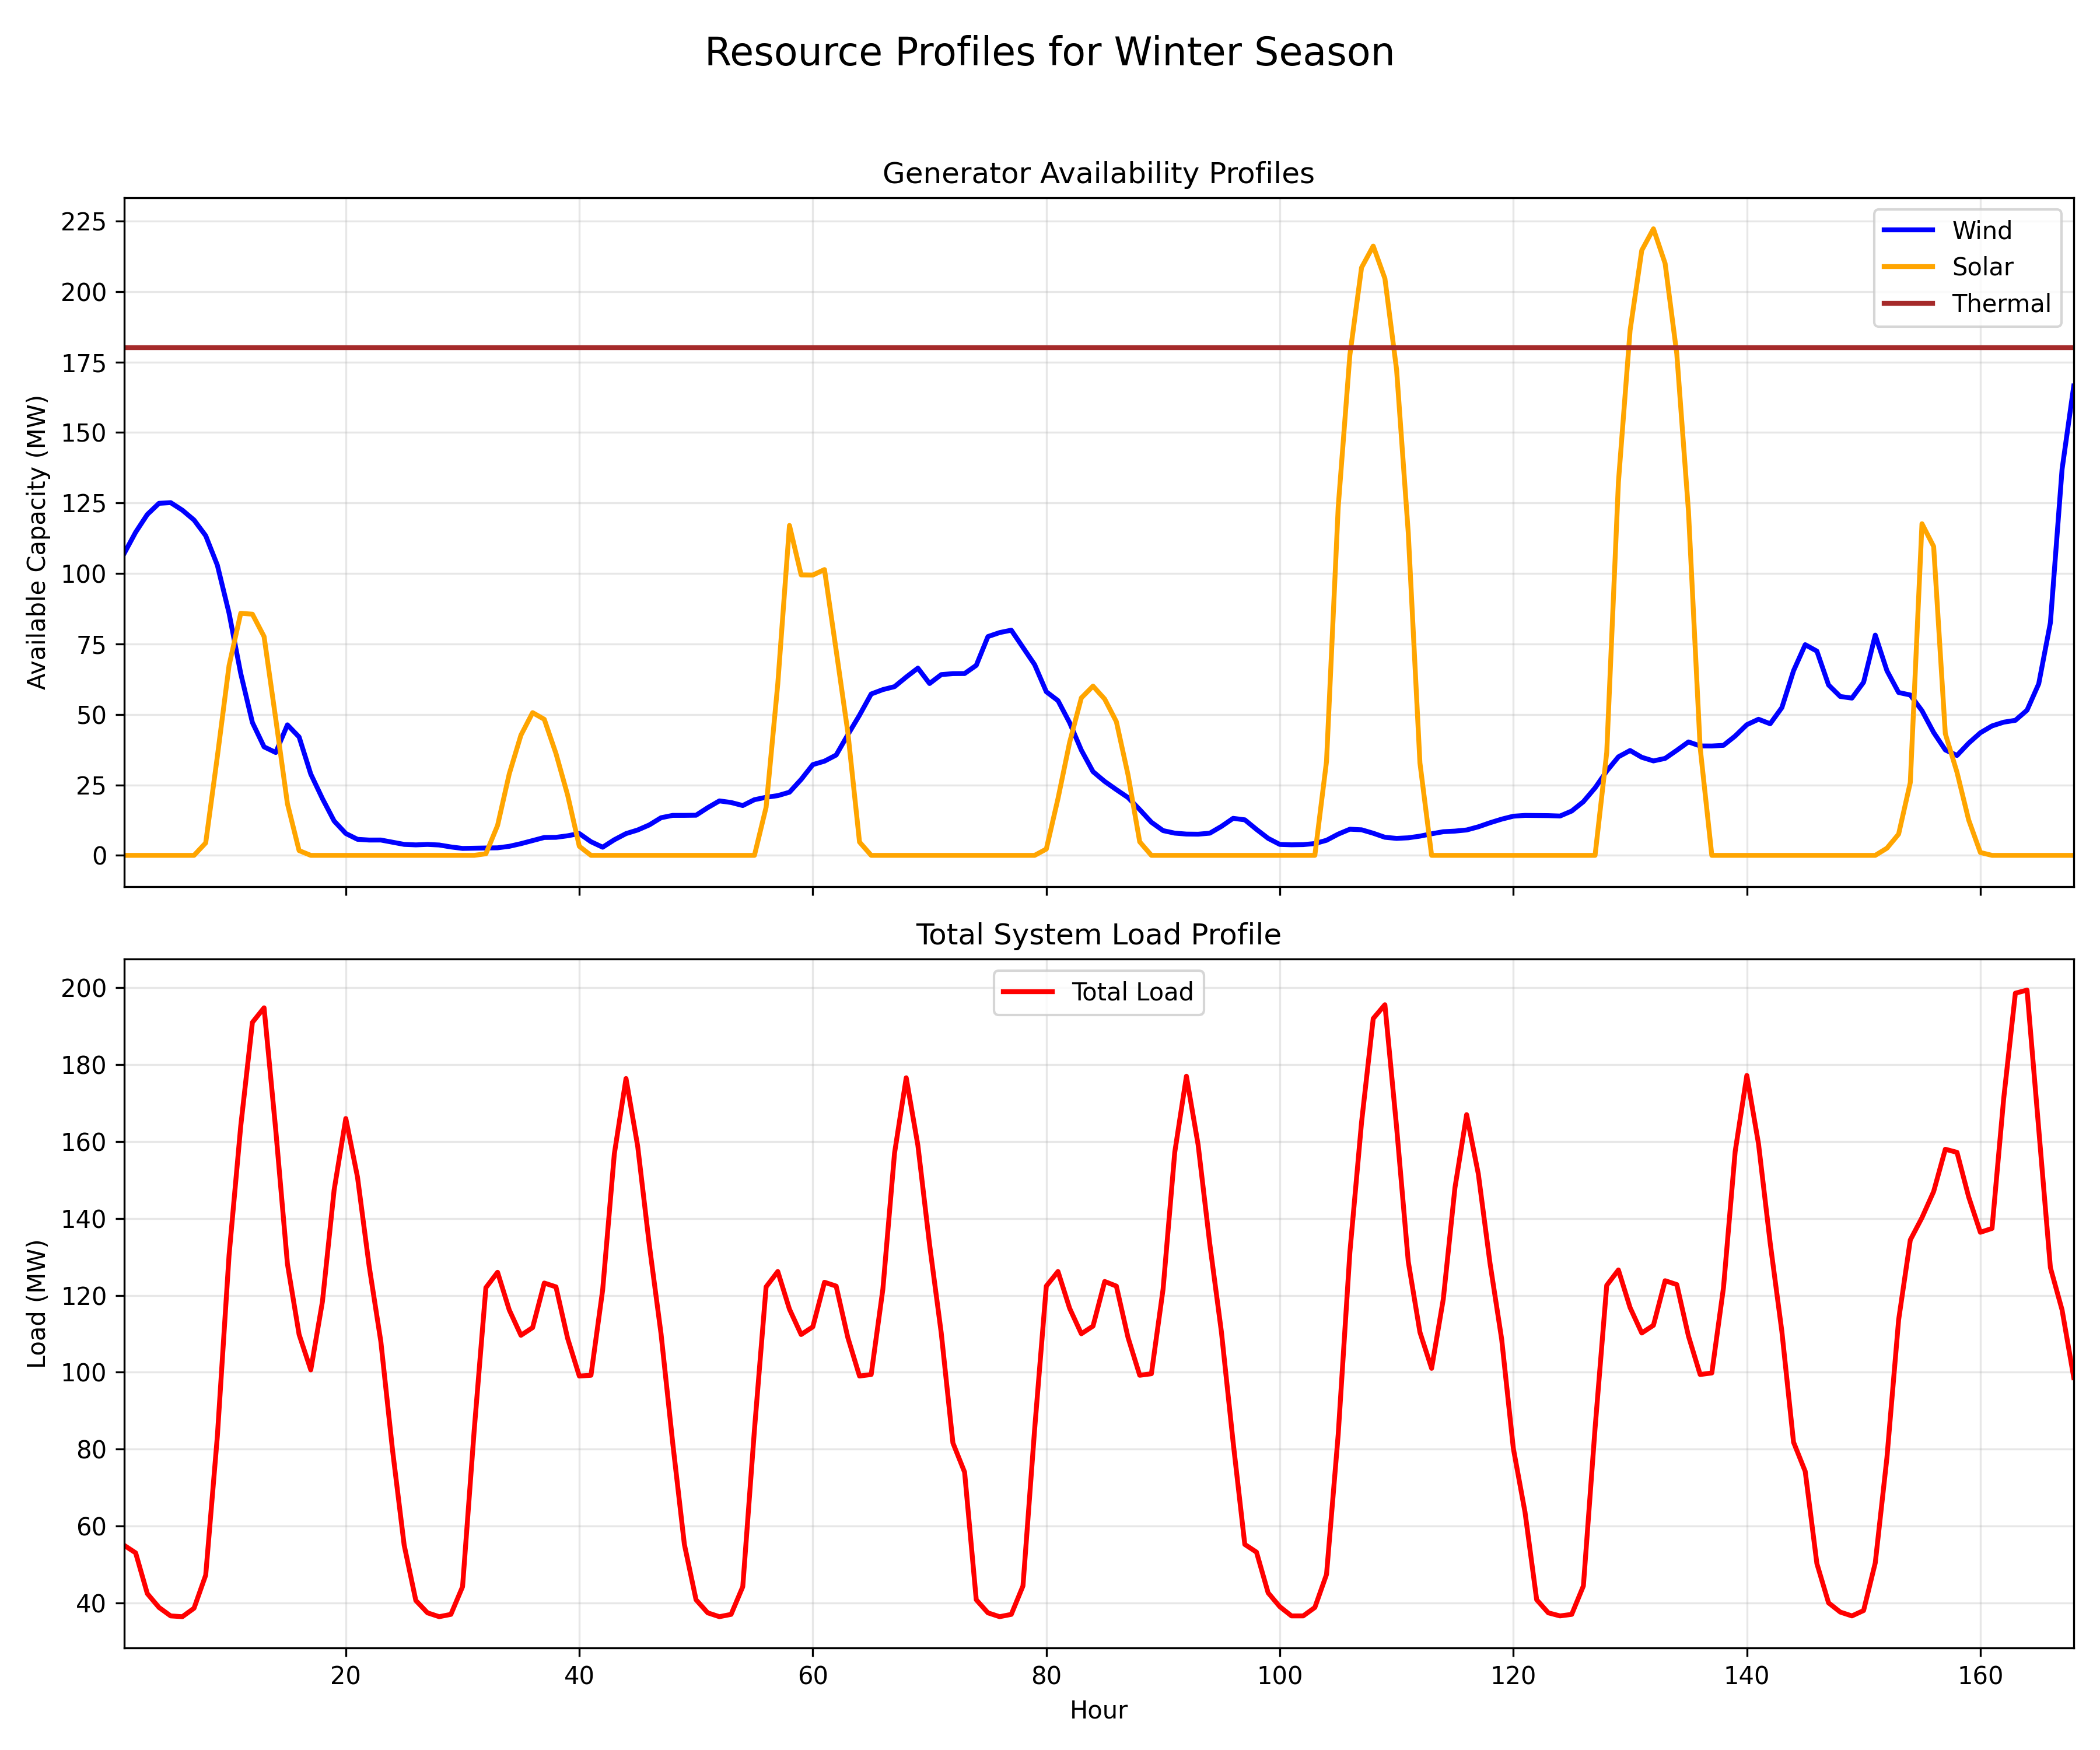 Resource Profiles for Winter Season
Generator Availability Profiles
Available Capacity (MW)
225
200
175
150
125
100
75
50
25
0
Wind
Solar
Thermal
Total System Load Profile
Load (MW)
200
180
160
140
120
100
80
60
40
Total Load
20 40 60 80 100 120 140 160
Hour